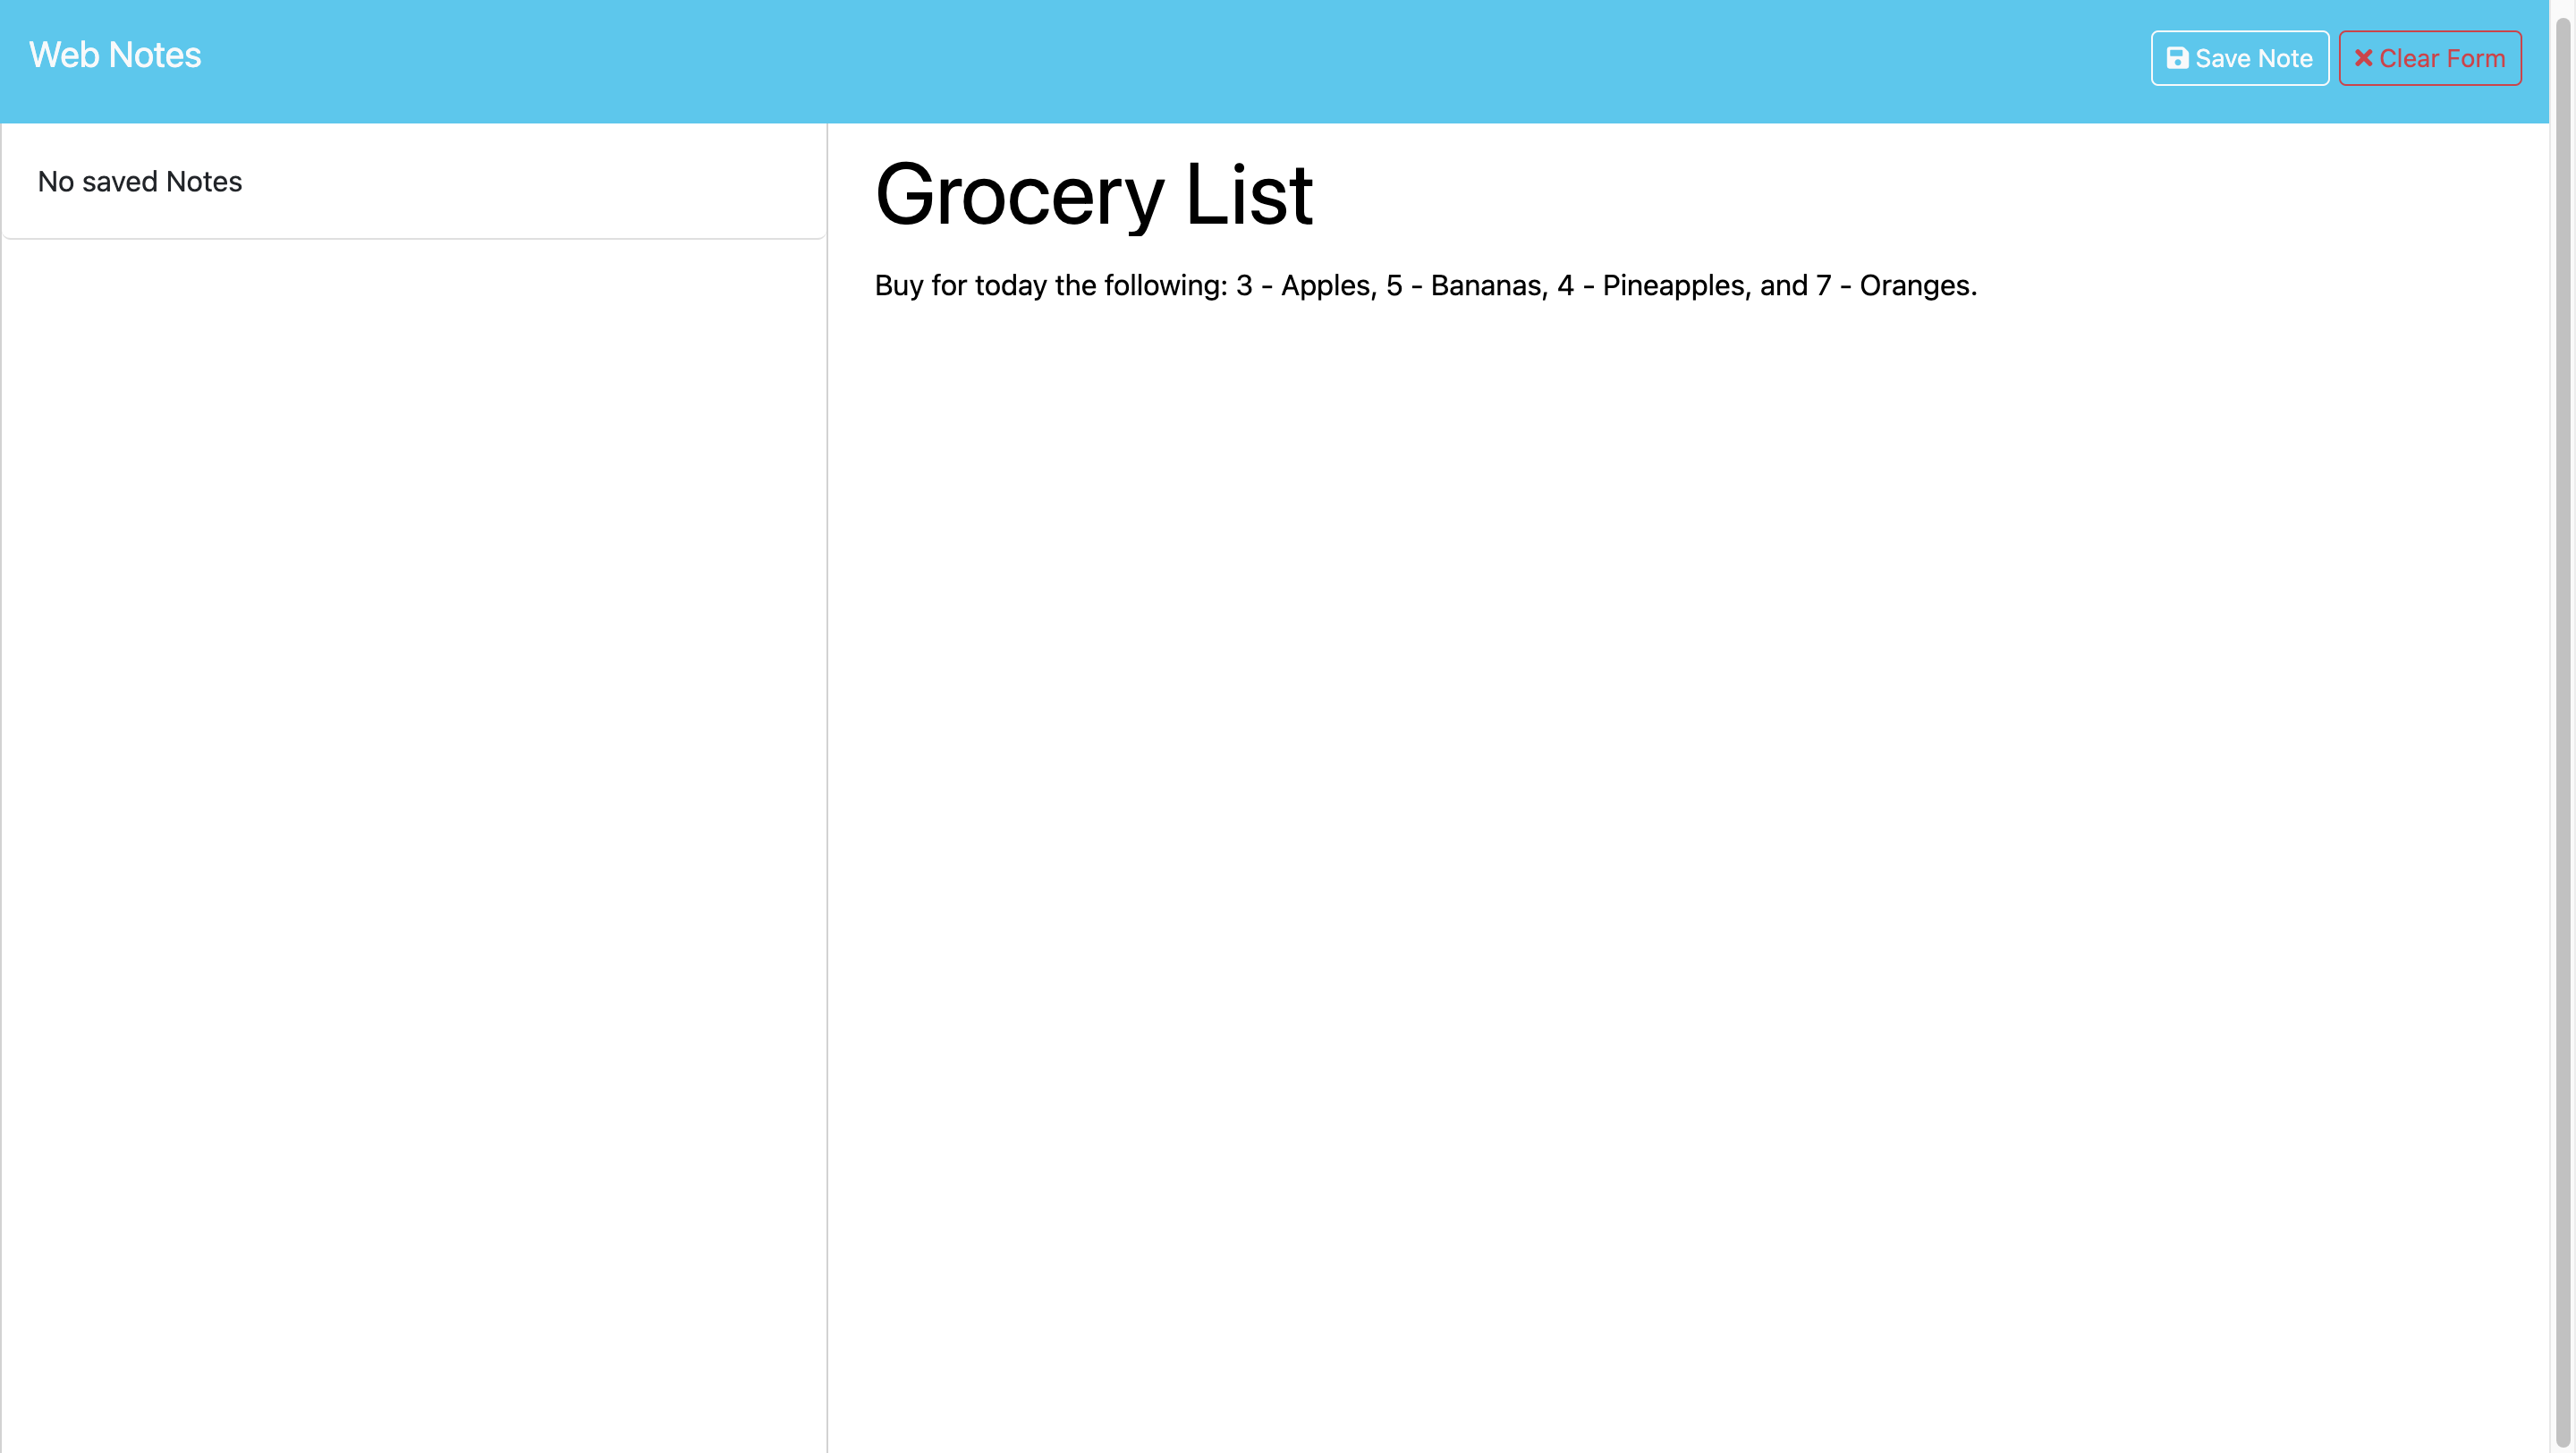 Web Notes
Save Note
Clear Form
No saved Notes
Grocery List
Buy for today the following: 3 - Apples, 5 - Bananas, 4 - Pineapples, and 7 - Oranges.